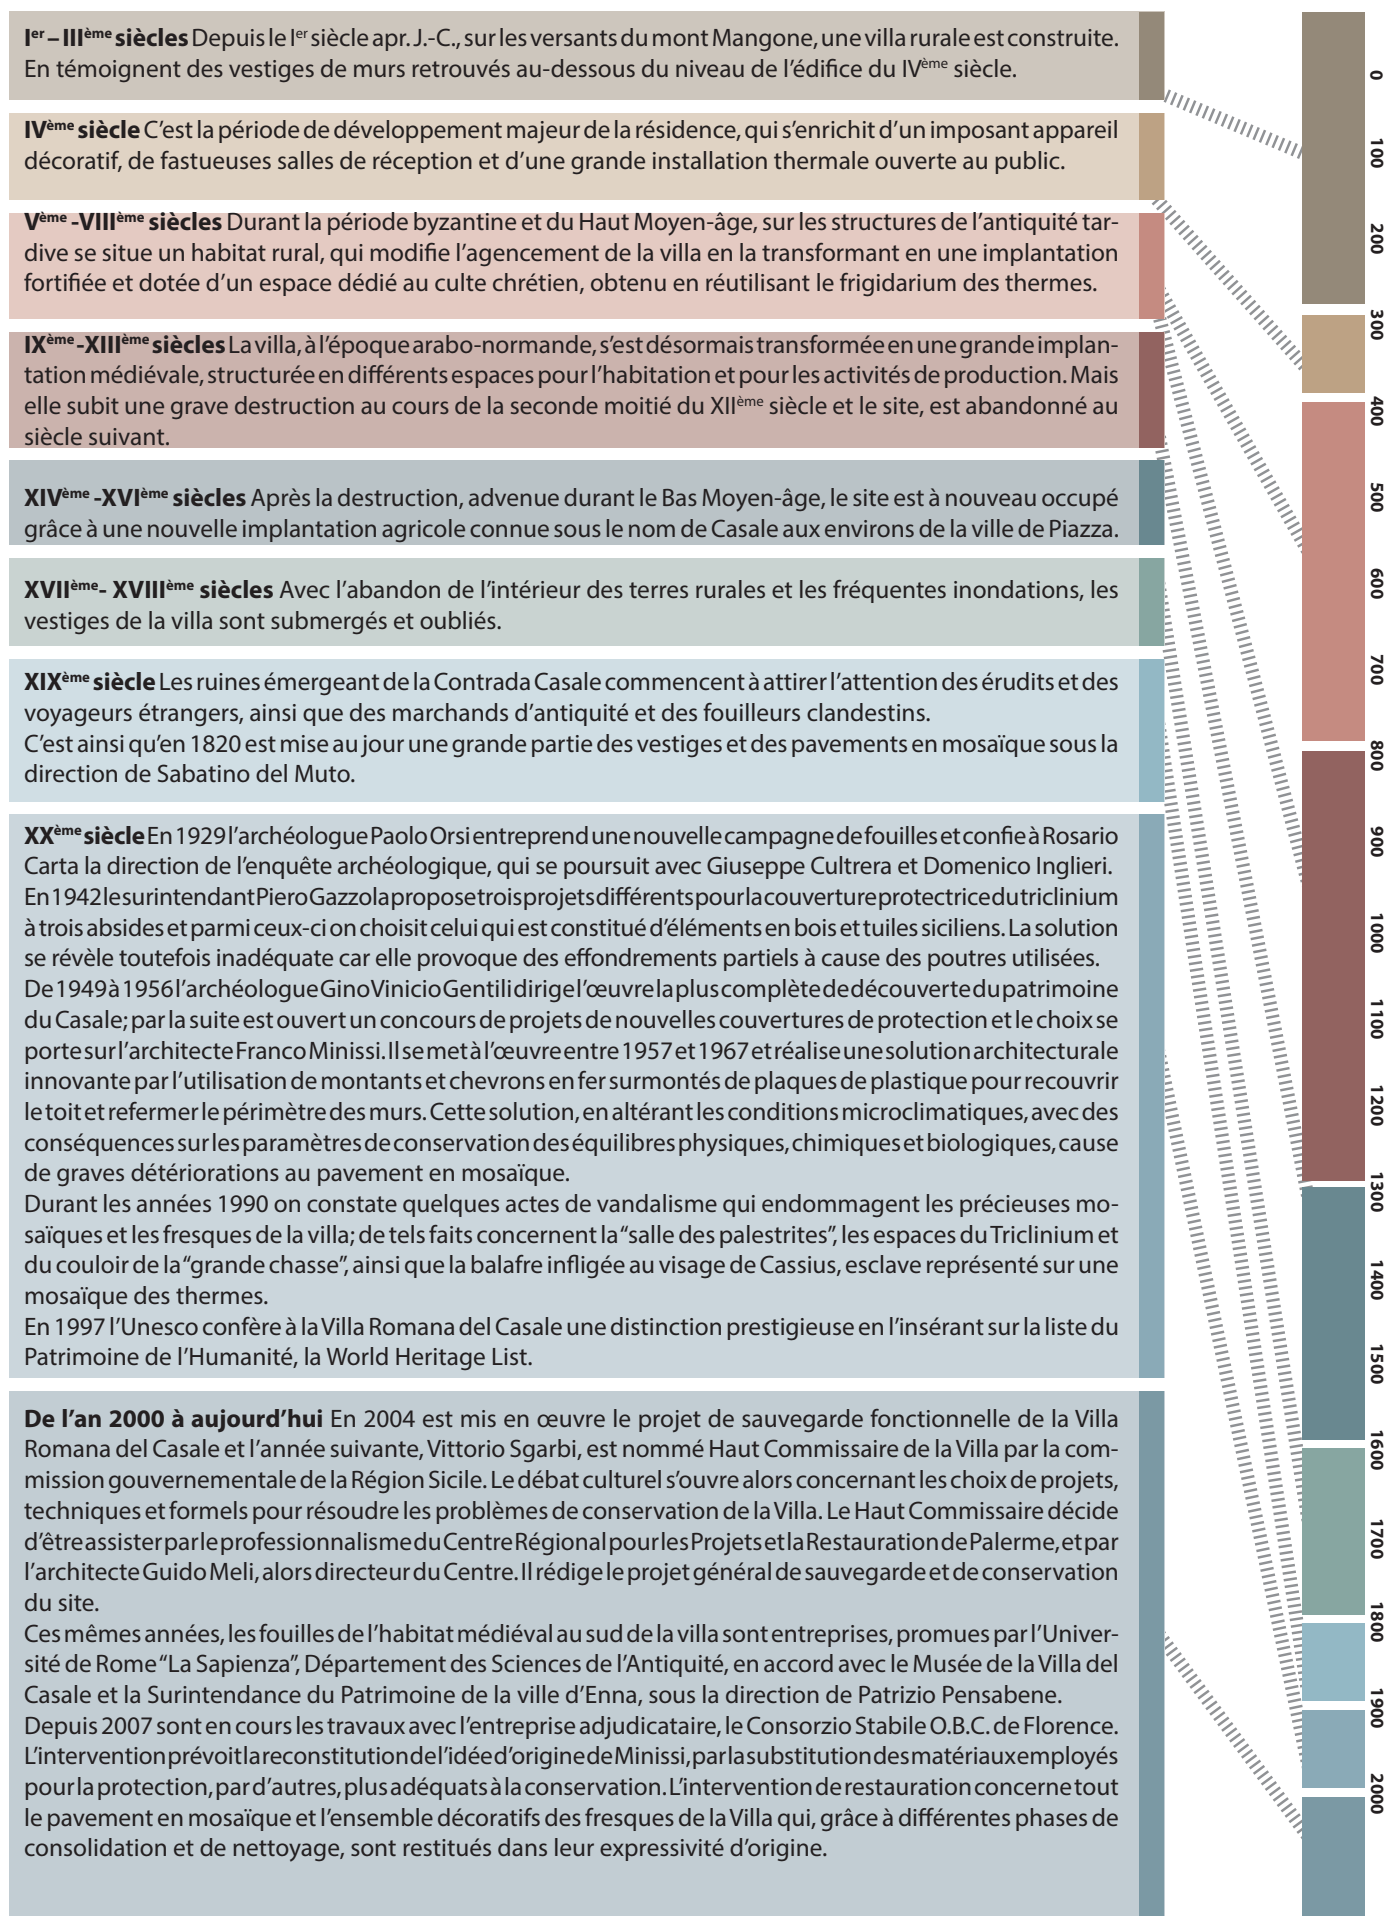 Ier – IIIème siècles Depuis le Ier siècle apr. J.-C., sur les versants du mont Mangone, une villa rurale est construite.
En témoignent des vestiges de murs retrouvés au-dessous du niveau de l’édifice du IVème siècle.
IVème siècle C’est la période de développement majeur de la résidence, qui s’enrichit d’un imposant appareil
décoratif, de fastueuses salles de réception et d’une grande installation thermale ouverte au public.
Vème -VIIIème siècles Durant la période byzantine et du Haut Moyen-âge, sur les structures de l’antiquité tar-
dive se situe un habitat rural, qui modifie l’agencement de la villa en la transformant en une implantation
fortifiée et dotée d’un espace dédié au culte chrétien, obtenu en réutilisant le frigidarium des thermes.
IXème -XIIIème siècles La villa, à l’époque arabo-normande, s’est désormais transformée en une grande implan-
tation médiévale, structurée en différents espaces pour l’habitation et pour les activités de production. Mais
elle subit une grave destruction au cours de la seconde moitié du XIIème siècle et le site, est abandonné au
siècle suivant.
XIVème -XVIème siècles Après la destruction, advenue durant le Bas Moyen-âge, le site est à nouveau occupé
grâce à une nouvelle implantation agricole connue sous le nom de Casale aux environs de la ville de Piazza.
XVIIème- XVIIIème siècles Avec l’abandon de l’intérieur des terres rurales et les fréquentes inondations, les
vestiges de la villa sont submergés et oubliés.
XIXème siècle Les ruines émergeant de la Contrada Casale commencent à attirer l’attention des érudits et des
voyageurs étrangers, ainsi que des marchands d’antiquité et des fouilleurs clandestins.
C’est ainsi qu’en 1820 est mise au jour une grande partie des vestiges et des pavements en mosaïque sous la
direction de Sabatino del Muto.
XXème siècle En 1929 l’archéologue Paolo Orsi entreprend une nouvelle campagne de fouilles et confie à Rosario
Carta la direction de l’enquête archéologique, qui se poursuit avec Giuseppe Cultrera et Domenico Inglieri.
En 1942 le surintendant Piero Gazzola propose trois projets différents pour la couverture protectrice du triclinium
à trois absides et parmi ceux-ci on choisit celui qui est constitué d’éléments en bois et tuiles siciliens. La solution
se révèle toutefois inadéquate car elle provoque des effondrements partiels à cause des poutres utilisées.
De 1949 à 1956 l’archéologue Gino Vinicio Gentili dirige l’œuvre la plus complète de découverte du patrimoine
du Casale; par la suite est ouvert un concours de projets de nouvelles couvertures de protection et le choix se
porte sur l’architecte Franco Minissi. Il se met à l’œuvre entre 1957 et 1967 et réalise une solution architecturale
innovante par l’utilisation de montants et chevrons en fer surmontés de plaques de plastique pour recouvrir
le toit et refermer le périmètre des murs. Cette solution, en altérant les conditions microclimatiques, avec des
conséquences sur les paramètres de conservation des équilibres physiques, chimiques et biologiques, cause
de graves détériorations au pavement en mosaïque.
Durant les années 1990 on constate quelques actes de vandalisme qui endommagent les précieuses mo-
saïques et les fresques de la villa; de tels faits concernent la “salle des palestrites”, les espaces du Triclinium et
du couloir de la “grande chasse”, ainsi que la balafre infligée au visage de Cassius, esclave représenté sur une
mosaïque des thermes.
En 1997 l’Unesco confère à la Villa Romana del Casale une distinction prestigieuse en l’insérant sur la liste du
Patrimoine de l’Humanité, la World Heritage List.
De l’an 2000 à aujourd’hui En 2004 est mis en œuvre le projet de sauvegarde fonctionnelle de la Villa
Romana del Casale et l’année suivante, Vittorio Sgarbi, est nommé Haut Commissaire de la Villa par la com-
mission gouvernementale de la Région Sicile. Le débat culturel s’ouvre alors concernant les choix de projets,
techniques et formels pour résoudre les problèmes de conservation de la Villa. Le Haut Commissaire décide
d’être assister par le professionnalisme du Centre Régional pour les Projets et la Restauration de Palerme, et par
l’architecte Guido Meli, alors directeur du Centre. Il rédige le projet général de sauvegarde et de conservation
du site.
Ces mêmes années, les fouilles de l’habitat médiéval au sud de la villa sont entreprises, promues par l’Univer-
sité de Rome “La Sapienza”, Département des Sciences de l’Antiquité, en accord avec le Musée de la Villa del
Casale et la Surintendance du Patrimoine de la ville d’Enna, sous la direction de Patrizio Pensabene.
Depuis 2007 sont en cours les travaux avec l’entreprise adjudicataire, le Consorzio Stabile O.B.C. de Florence.
L’intervention prévoit la reconstitution de l’idée d’origine de Minissi, par la substitution des matériaux employés
pour la protection, par d’autres, plus adéquats à la conservation. L’intervention de restauration concerne tout
le pavement en mosaïque et l’ensemble décoratifs des fresques de la Villa qui, grâce à différentes phases de
consolidation et de nettoyage, sont restitués dans leur expressivité d’origine.
0
100
200
300
400
500
600
700
800
900
1000
1100
1200
1300
1400
1500
1600
1700
1800
1900
2000